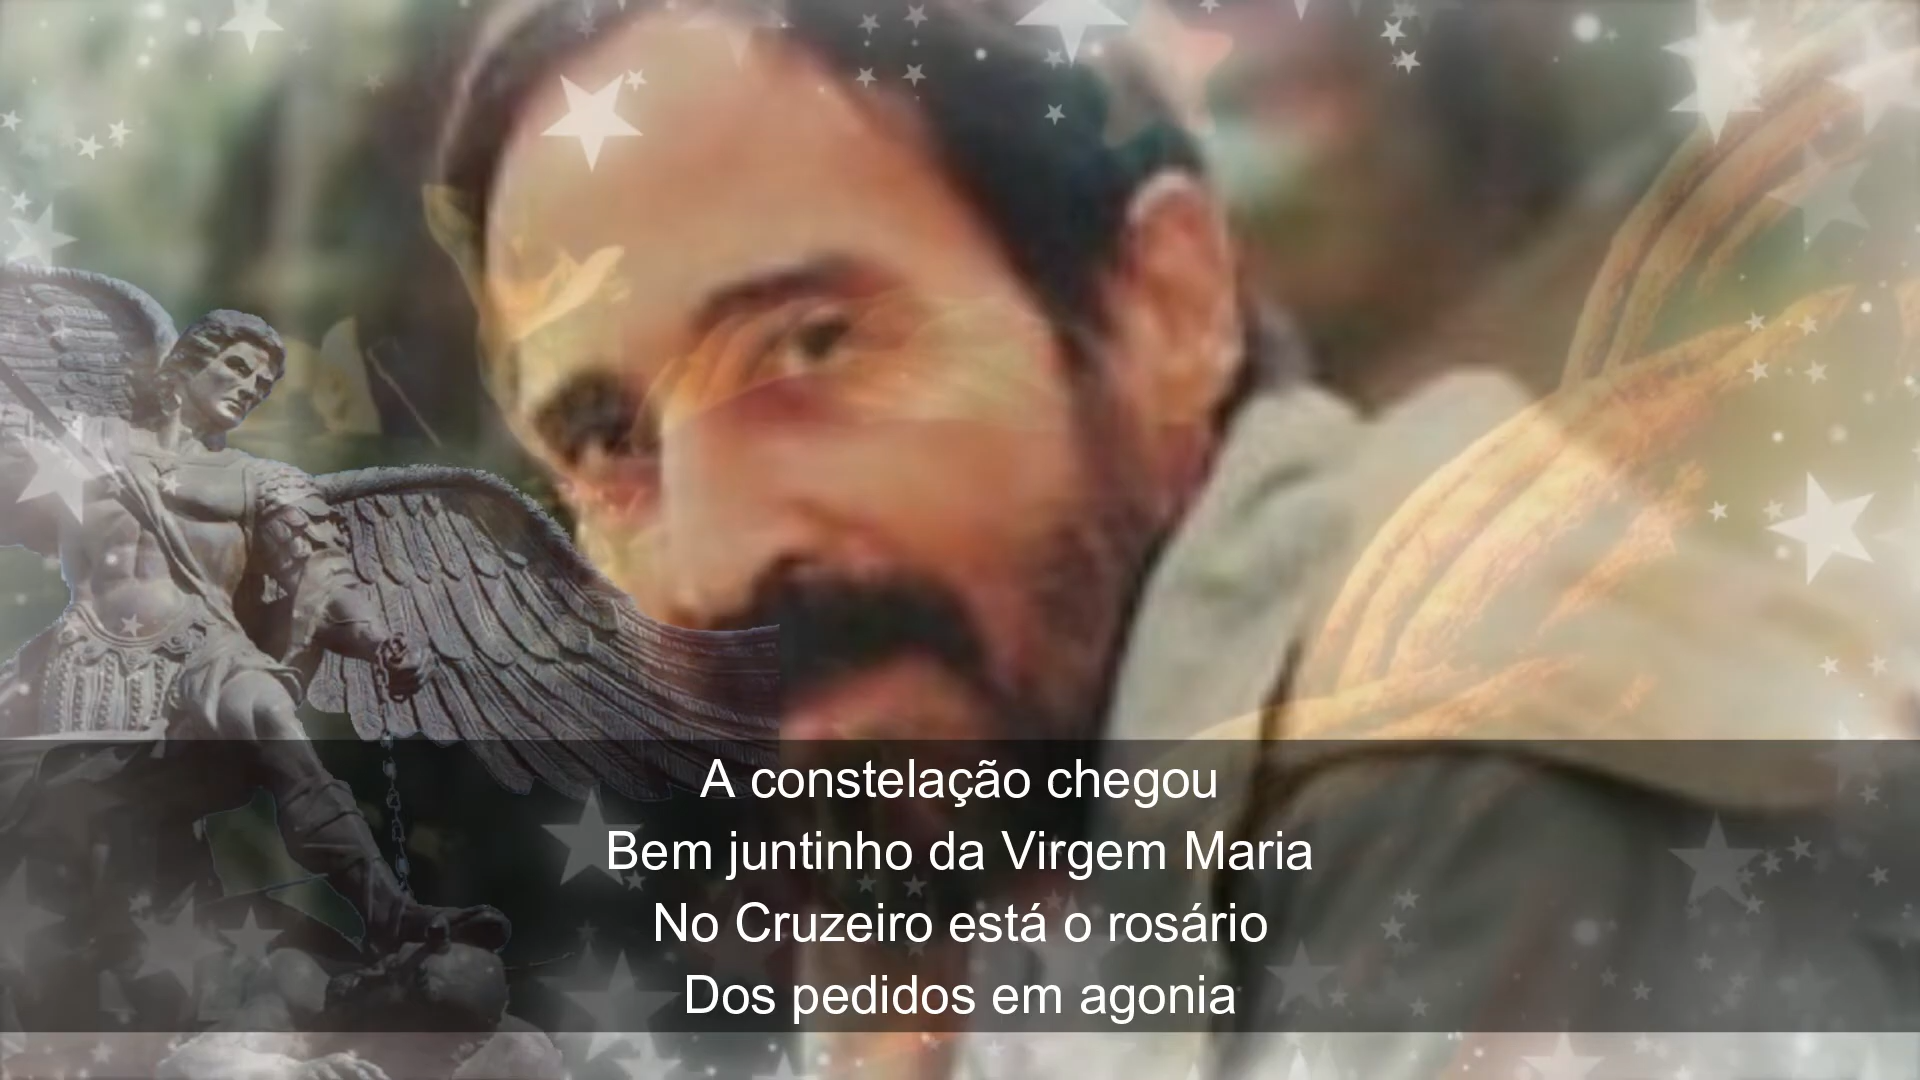 A constelação chegou
Bem juntinho da Virgem Maria
No Cruzeiro está o rosário
Dos pedidos em agonia